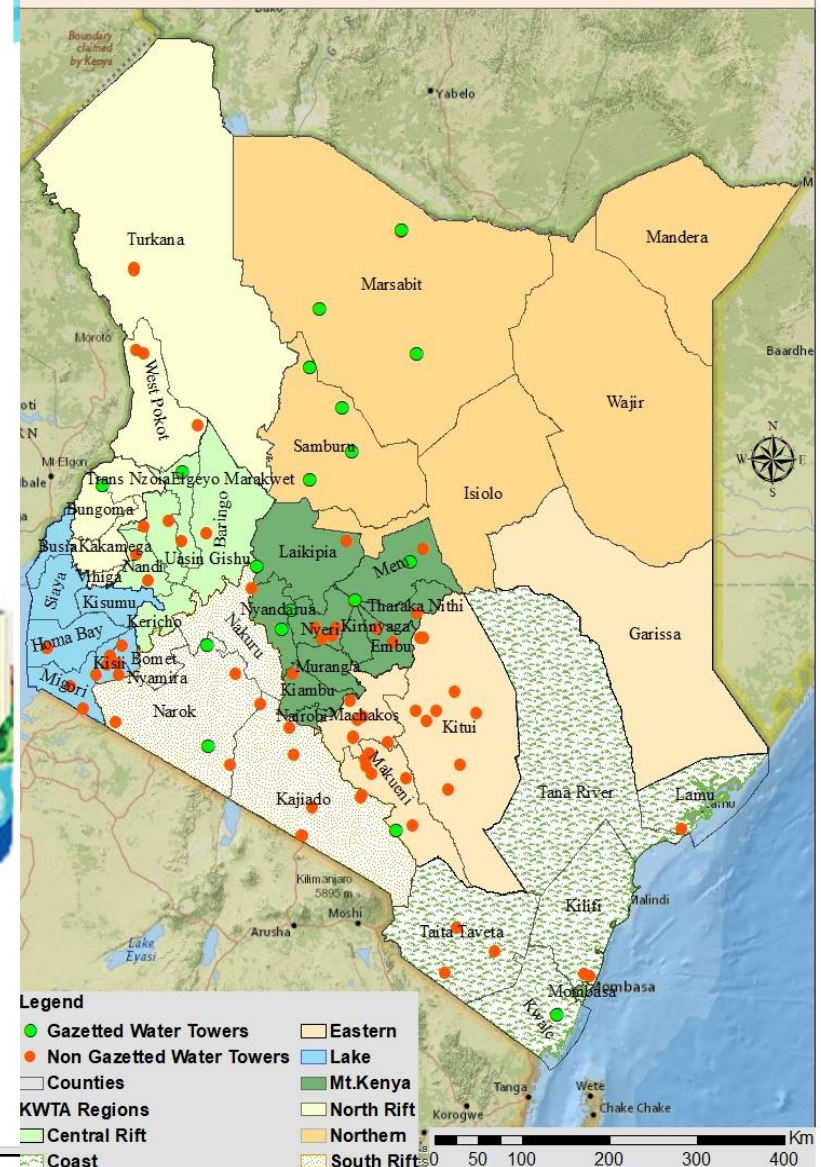 Boundary
claimed
by Kenya
Yabelo
Turkana
Mandera
Marsabit
Moroto
Baardhe
West Pokot
Wajir
N
W E
S
Samburu
Mt Elgon
Trans Nzoia
Elgeyo Marakwet
Isiolo
Bungoma
Baringo
Busia
Kakamega
Uasin Gishu
Laikipia
Meru
Nandi
Vihiga
Siaya
Kisumu
Nyandarua
Tharaka Nithi
Kericho
Nakuru
Nyeri
Kirinyaga
Garissa
Homa Bay
Embu
Kisii
Bomet
Murang'a
Nyamira
Migori
Kiambu
Narok
Nairobi
Machakos
Kitui
Makueni
Tana River
Lamu
Lamu
Kajiado
Kilimanjaro
5895 m
Moshi
Kilifi
Malindi
Arusha
Taita Taveta
Lake
Eyasi
Mombasa
Mombasa
Kwale
Legend
Gazetted Water Towers
Non Gazetted Water Towers
Counties
KWTA Regions
Central Rift
Coast
Eastern
Lake
Mt.Kenya
North Rift
Northern
South Rift
Tanga
Wete
Korogwe
Chake Chake
Km
0 50 100 200 300 400